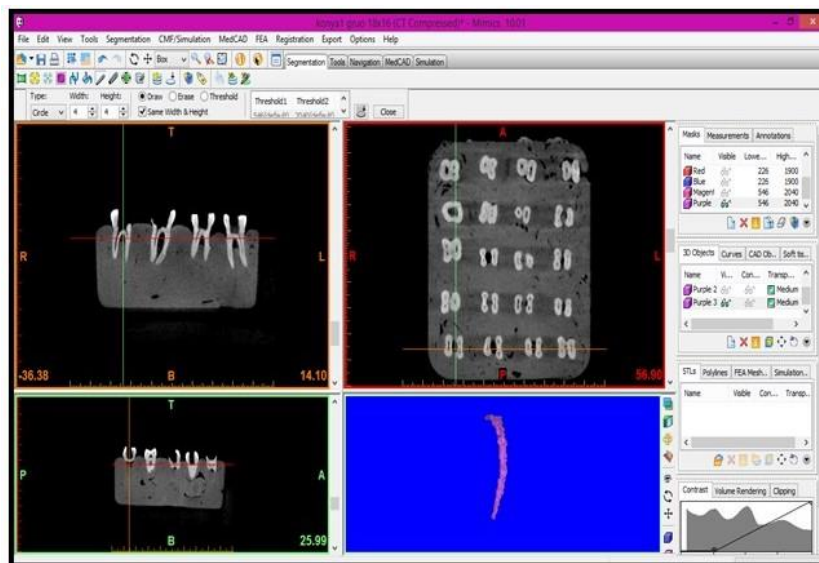 konya1 grup 18x16 (CT Compressed)* - Mimics 10.01
File Edit View Tools Segmentation CMF/Simulation MedCAD FEA Registration Export Options Help
Box Segmentation Tools Navigation MedCAD Simulation
Type: Width: Height: Draw Erase Threshold Threshold1 Threshold2
Circle 4 4 Same Width & Height Close
T
R
L
-36.38
B
14.10
A
R
L
P
56.90
T
P
A
B
25.99
Masks Measurements Annotations
Name Visible Lowe... High...
Red 226 1900
Blue 226 1900
Magent 546 2040
Purple 546 2040
3D Objects Curves CAD Ob... Soft tis...
Name Vi... Con... Transp...
Purple 2 Medium
Purple 3 Medium
STLs Polylines FEA Mesh... Simulation...
Name Visible Con... Transp...
Contrast Volume Rendering Clipping